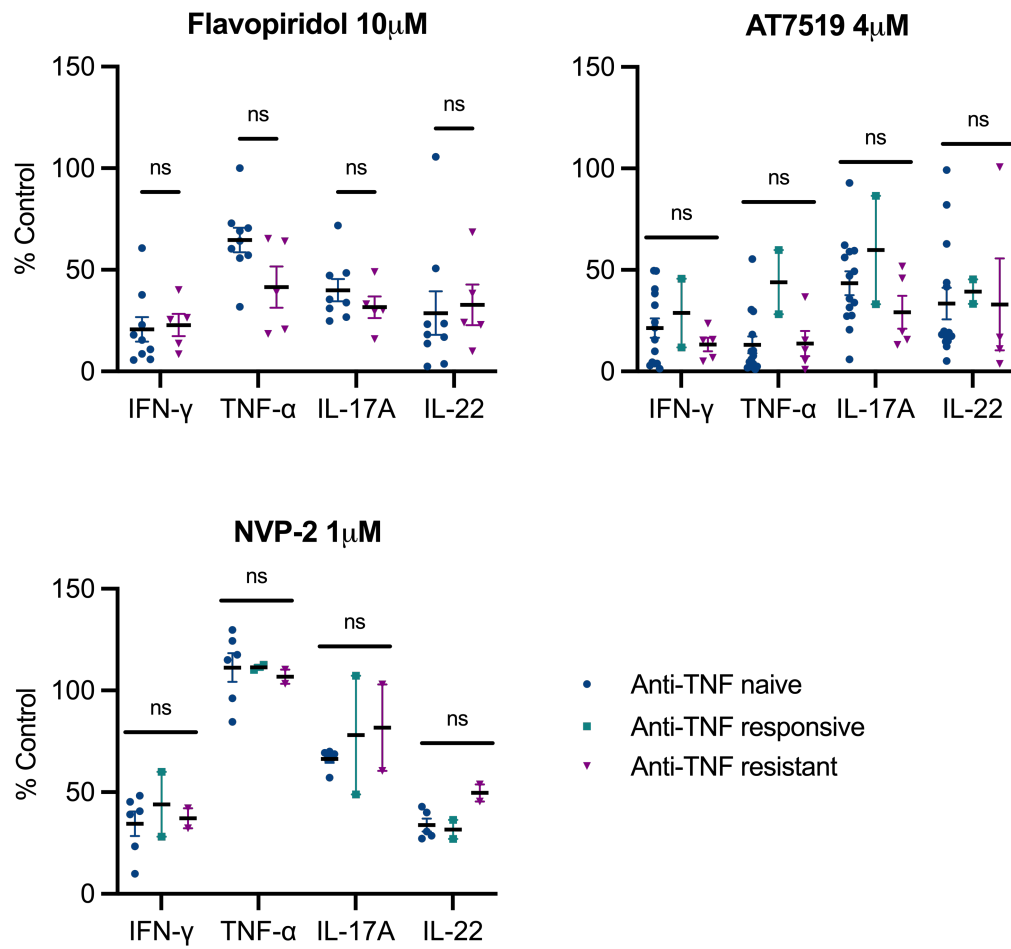 Flavopiridol 10μM
% Control
150
100
50
0
ns
ns
ns
ns
IFN-γ
TNF-α
IL-17A
IL-22
AT7519 4μM
150
100
50
0
ns
ns
ns
ns
IFN-γ
TNF-α
IL-17A
IL-22
NVP-2 1μM
% Control
150
100
50
0
ns
ns
ns
ns
IFN-γ
TNF-α
IL-17A
IL-22
Anti-TNF naive
Anti-TNF responsive
Anti-TNF resistant